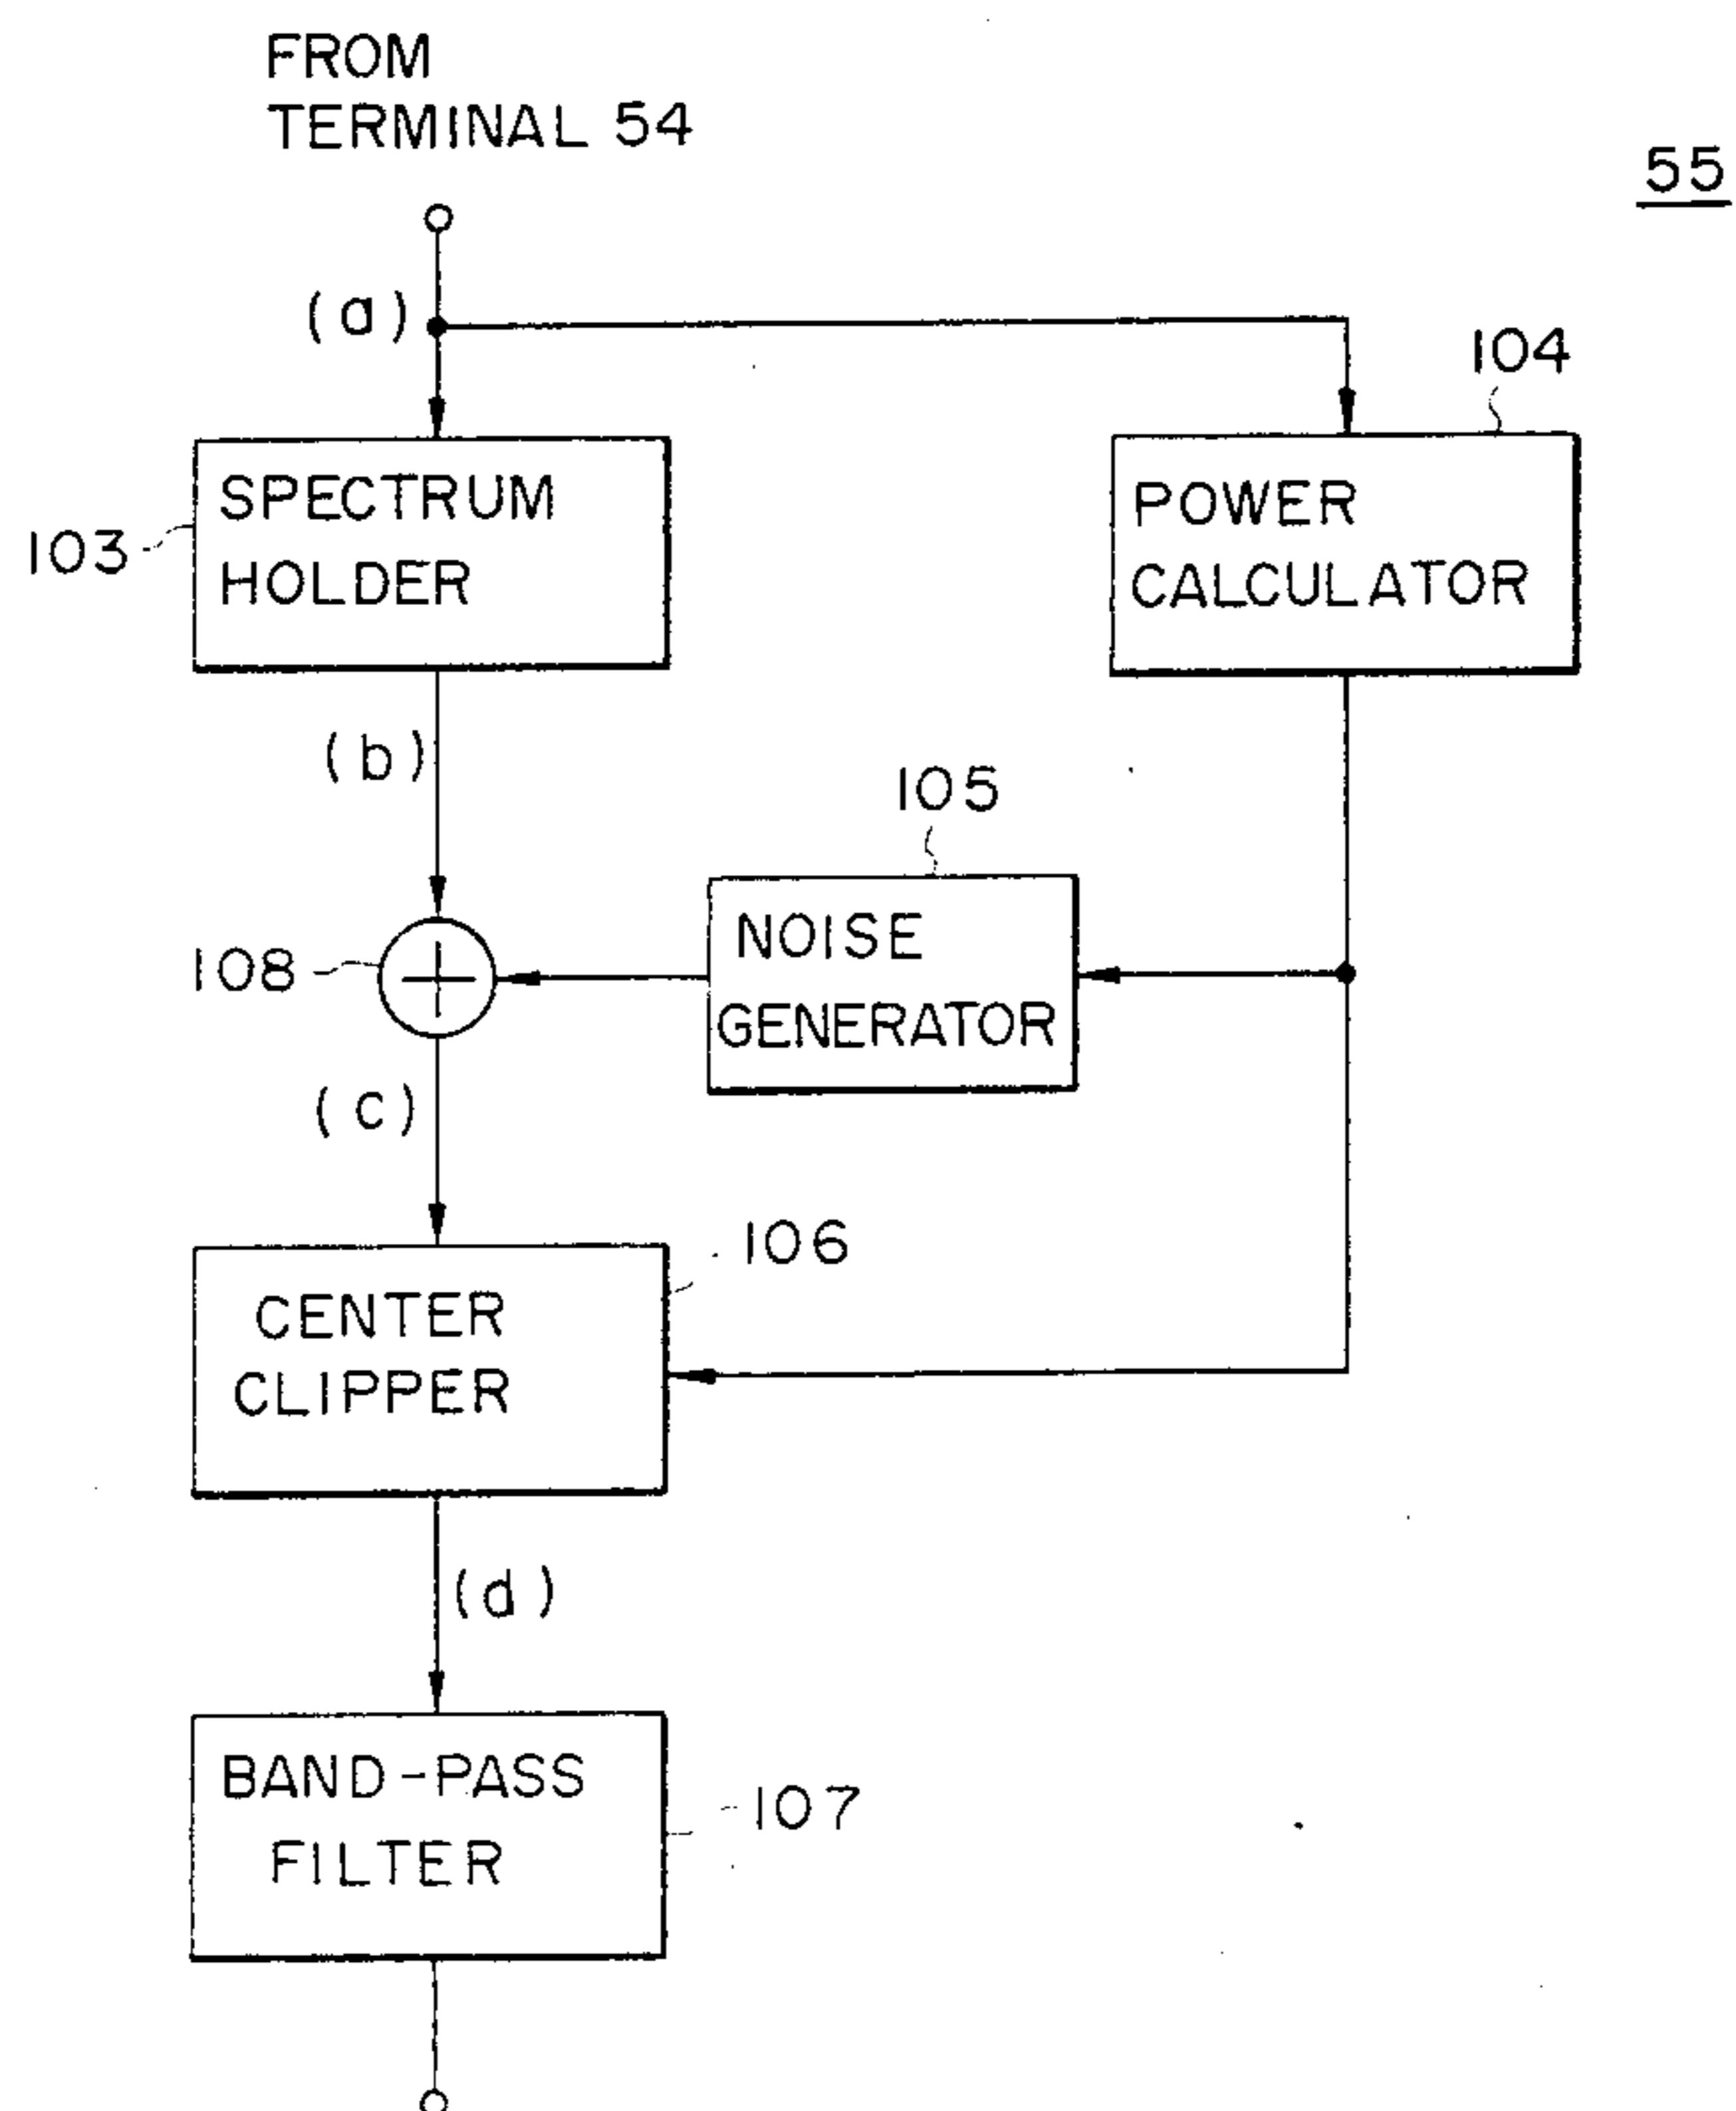 FROM
TERMINAL 54
55
(a)
104
SPECTRUM
HOLDER
103
POWER
CALCULATOR
(b)
105
NOISE
GENERATOR
108
(c)
106
CENTER
CLIPPER
(d)
BAND-PASS
FILTER
107